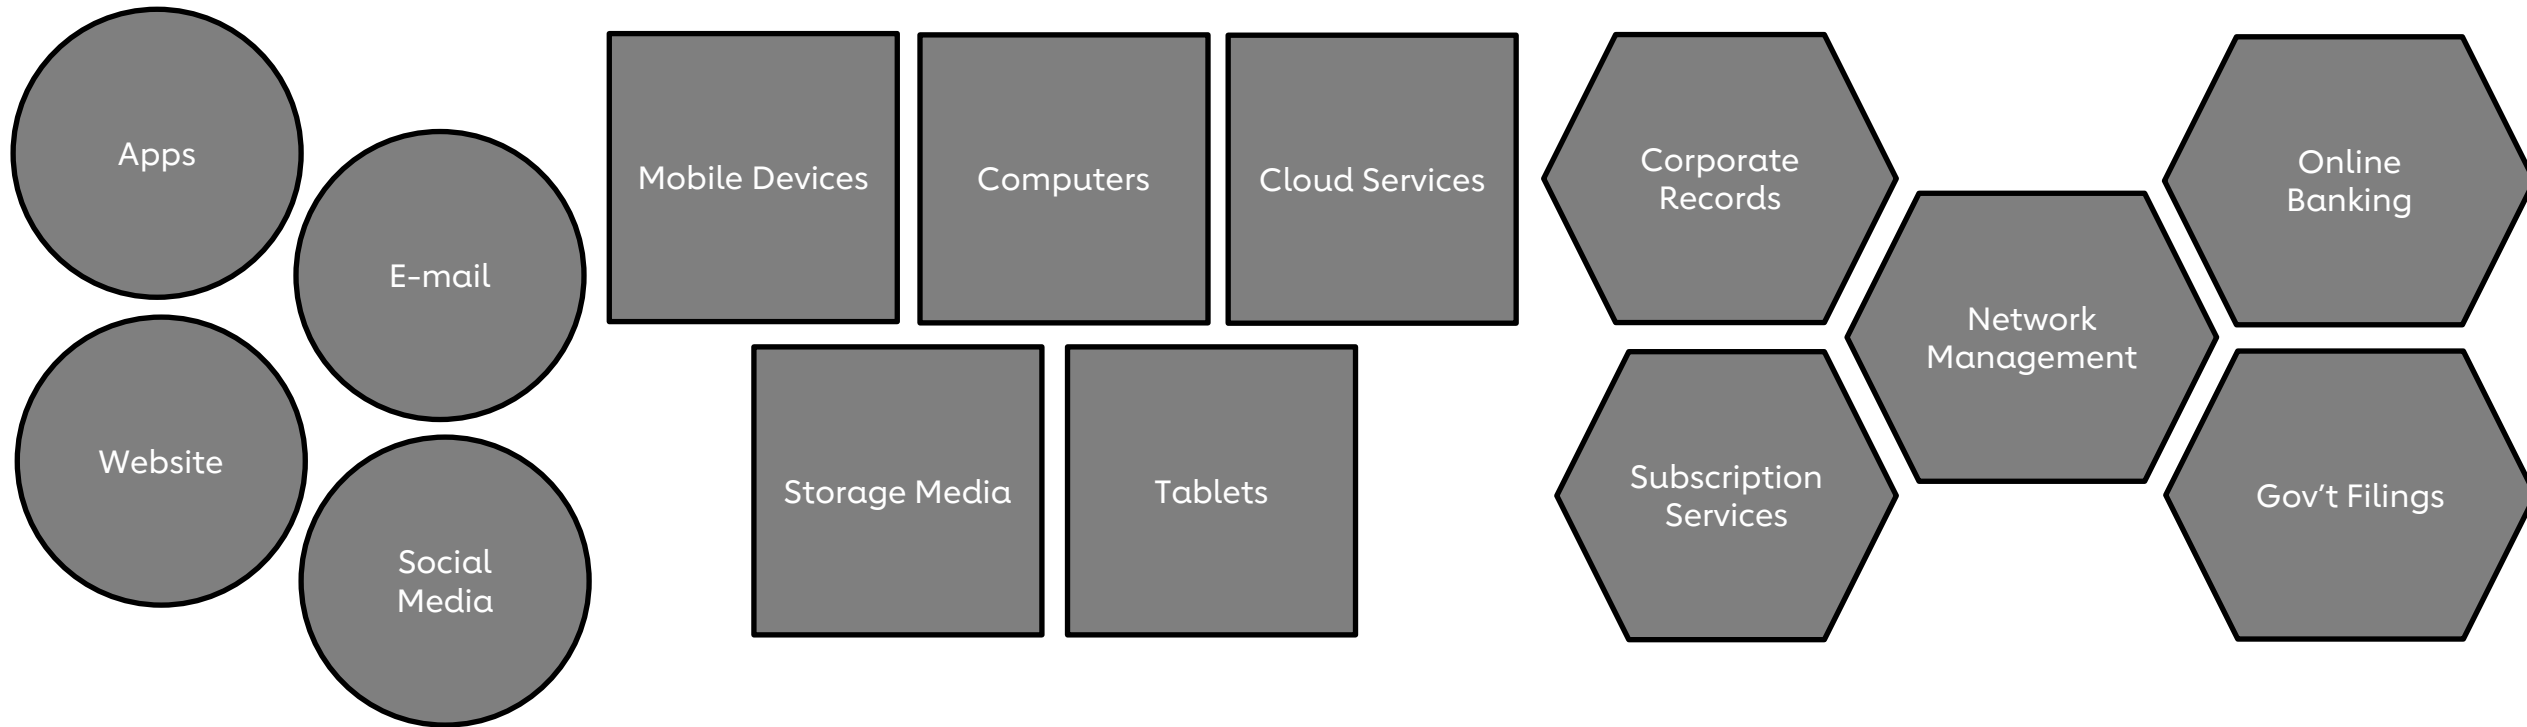 Apps
E-mail
Website
Social
Media
Mobile Devices
Computers
Cloud Services
Storage Media
Tablets
Corporate
Records
Online
Banking
Network
Management
Subscription
Services
Gov’t Filings